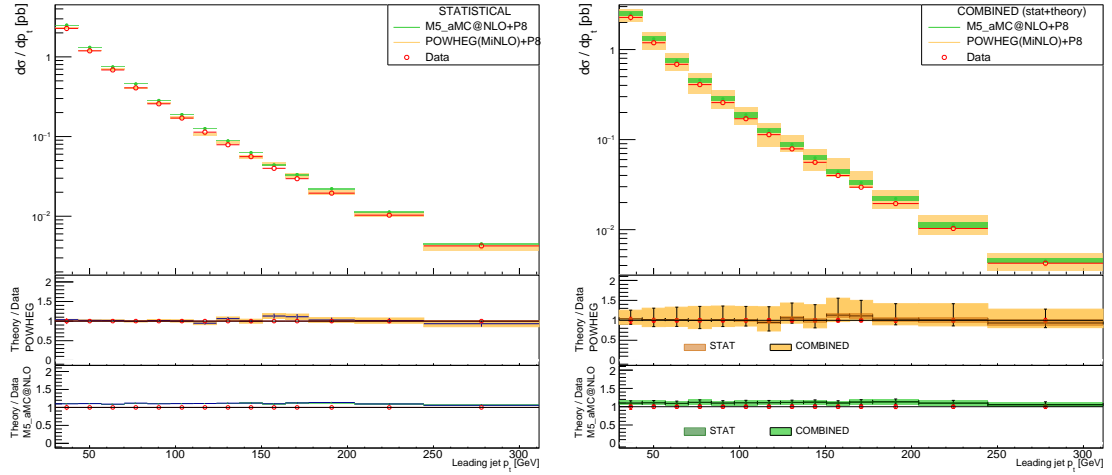 STATISTICAL
M5_aMC@NLO+P8
POWHEG(MiNLO)+P8
Data
dσ / dp_t [pb]
1
10^-1
10^-2
Theory / Data
POWHEG
2
1.5
1
0.5
0
Theory / Data
M5_aMC@NLO
2
1.5
1
0.5
0
50 100 150 200 250 300
Leading jet p_t [GeV]
COMBINED (stat+theory)
M5_aMC@NLO+P8
POWHEG(MiNLO)+P8
Data
dσ / dp_t [pb]
1
10^-1
10^-2
Theory / Data
POWHEG
2
1.5
1
0.5
0
STAT COMBINED
Theory / Data
M5_aMC@NLO
2
1.5
1
0.5
0
STAT COMBINED
50 100 150 200 250 300
Leading jet p_t [GeV]